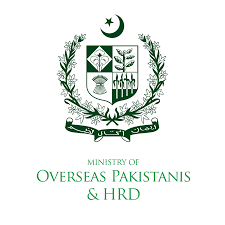 ایمان اتحاد نظم
MINISTRY OF
OVERSEAS PAKISTANIS
& HRD